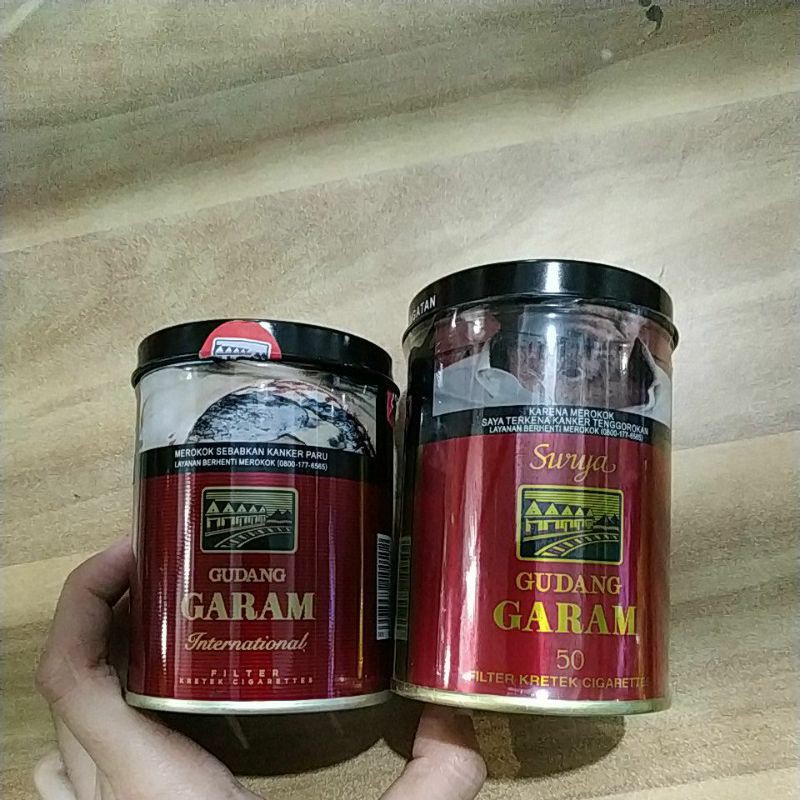 MEROKOK SEBABKAN KANKER PARU
LAYANAN BERHENTI MEROKOK (0800-177-6565)
GUDANG
GARAM
International
FILTER
KRETEK CIGARETTES
KARENA MEROKOK
SAYA TERKENA KANKER TENGGOROKAN
LAYANAN BERHENTI MEROKOK (0800-177-6565)
Surya
GUDANG
GARAM
50
FILTER KRETEK CIGARETTES